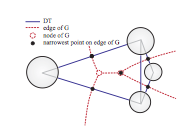 DT
edge of G
node of G
narrowest point on edge of G